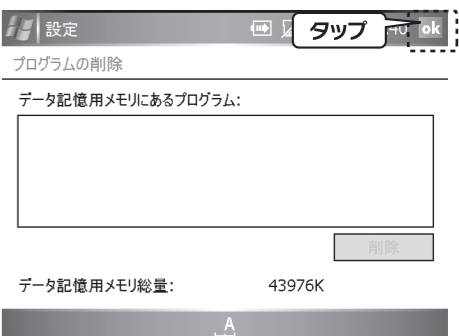 設定
タップ
:40 ok
プログラムの削除
データ記憶用メモリにあるプログラム:
削除
データ記憶用メモリ総量: 43976K
A